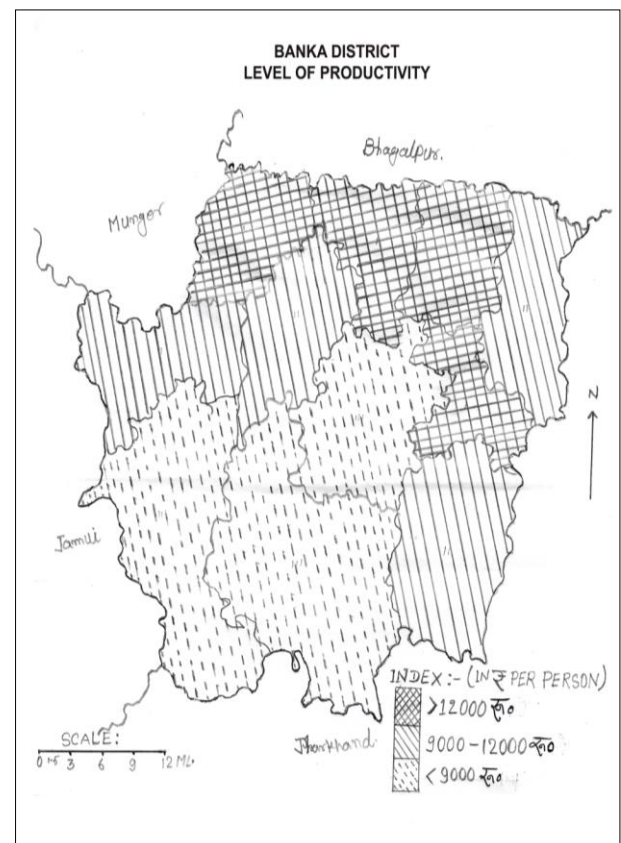 BANKA DISTRICT
LEVEL OF PRODUCTIVITY
Bhagalpur.
Munger
N
Jamui
INDEX:- (IN ₹ PER PERSON)
>12000 रु०
9000-12000 रु०
<9000 रु०
Jharkhand
SCALE:
0 1.5 3 6 9 12 ML.